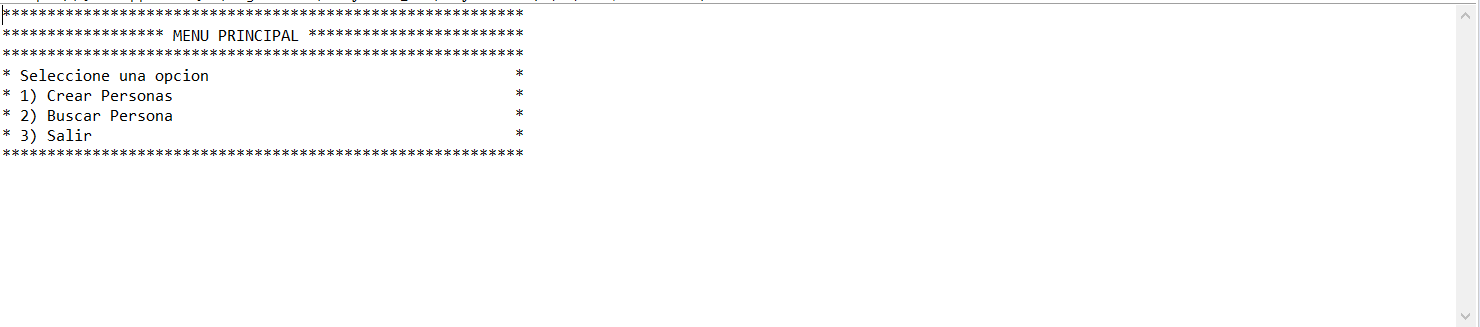 **********************************************************
****************** MENU PRINCIPAL ************************
**********************************************************
* Seleccione una opcion                                  *
* 1) Crear Personas                                      *
* 2) Buscar Persona                                      *
* 3) Salir                                               *
**********************************************************